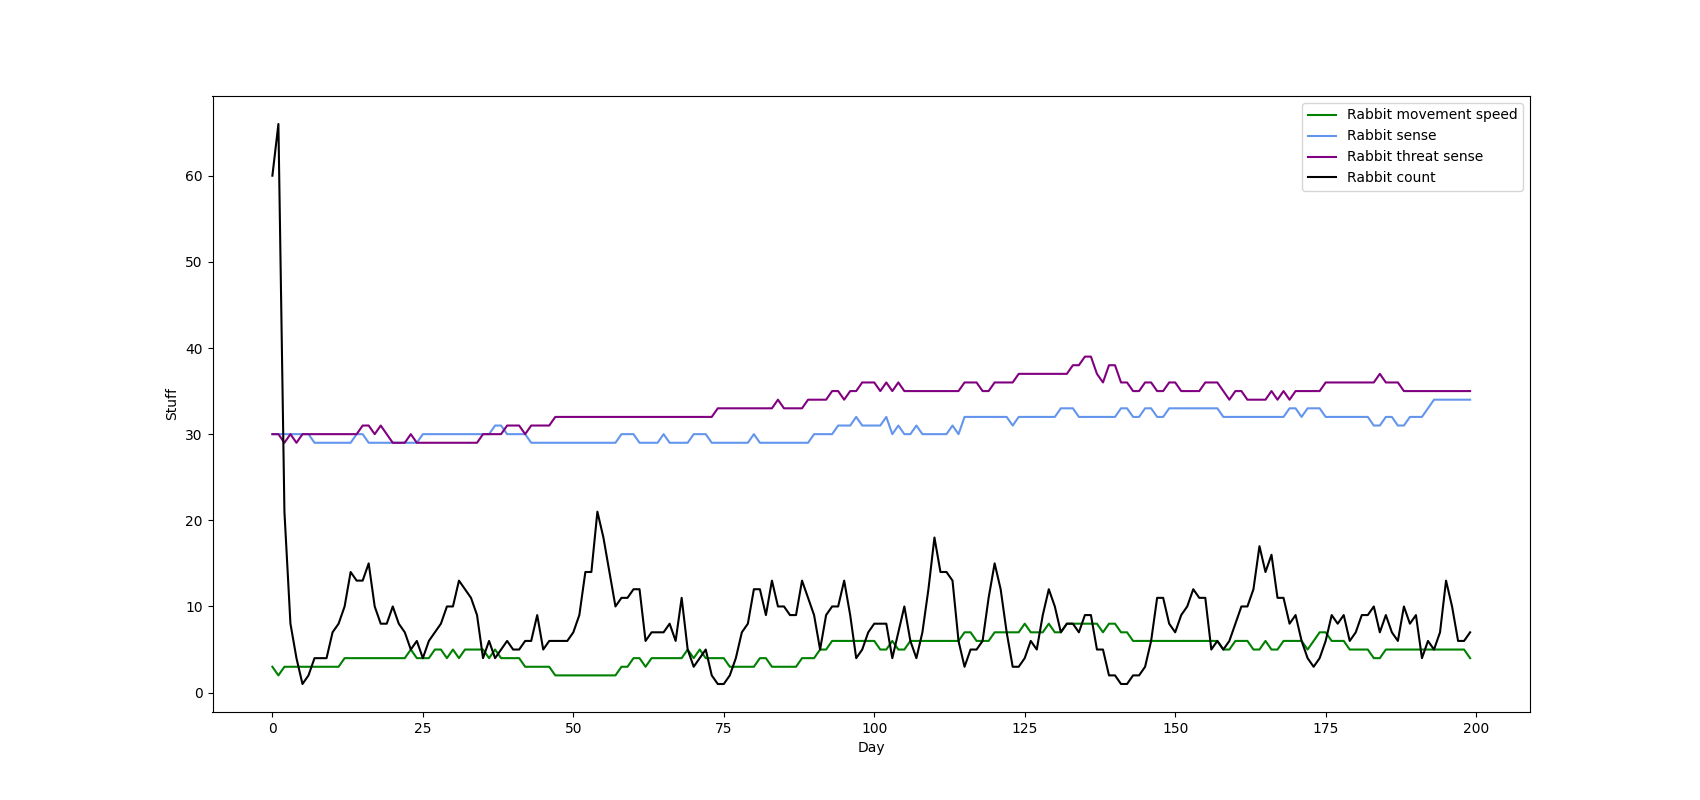 Rabbit movement speed
Rabbit sense
Rabbit threat sense
Rabbit count
60
50
40
30
20
10
0
Stuff
0 25 50 75 100 125 150 175 200
Day